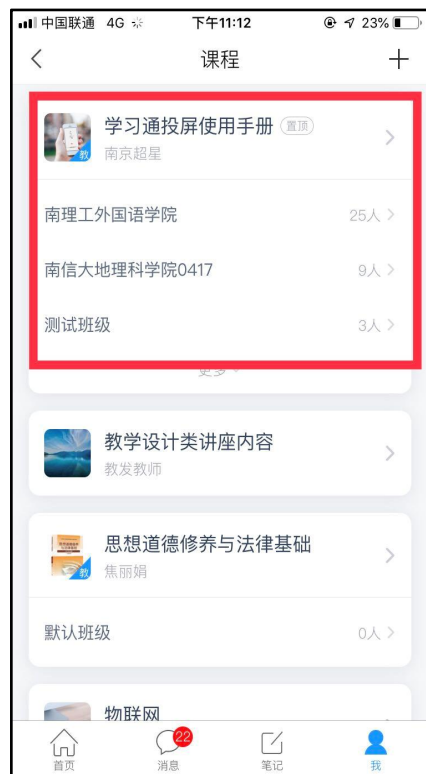 中国联通 4G 下午11:12 23%
课程
学习通投屏使用手册 置顶
教
南京超星
南理工外国语学院 25人
南信大地理科学院0417 9人
测试班级 3人
更多
教学设计类讲座内容
教发教师
思想道德修养与法律基础
教
焦丽娟
默认班级 0人
物联网
22
首页 消息 笔记 我